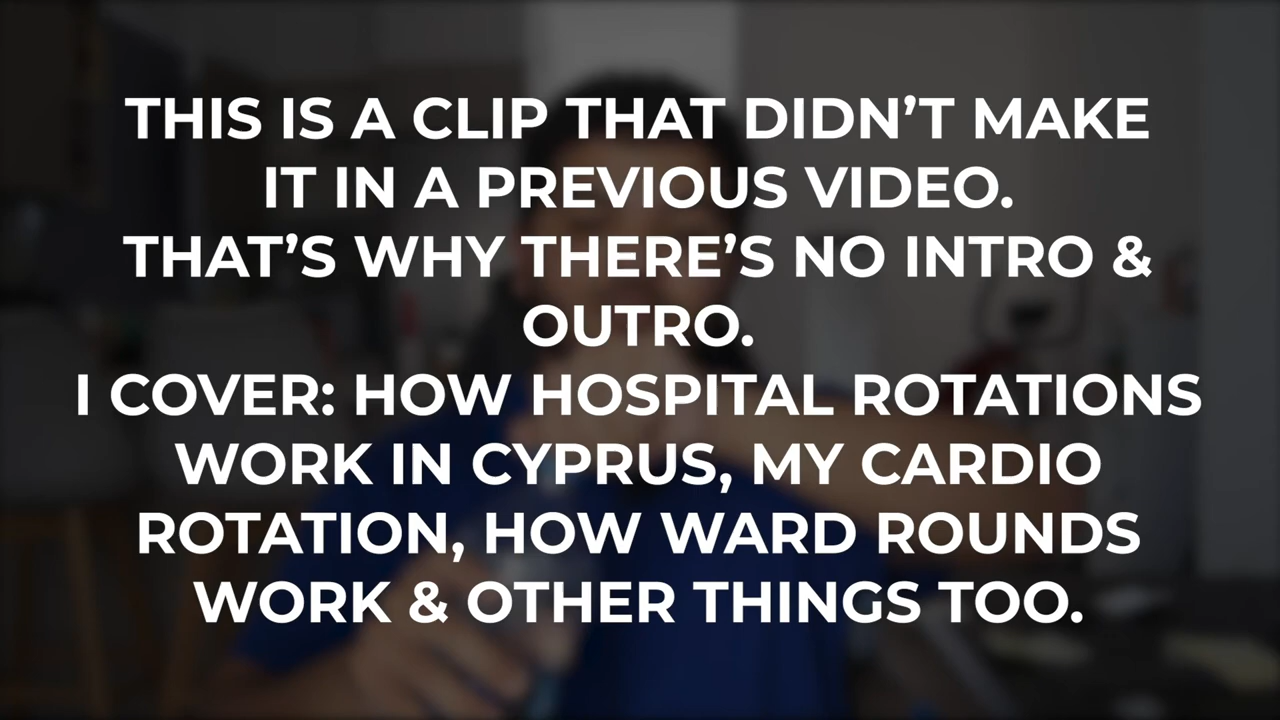 THIS IS A CLIP THAT DIDN’T MAKE
IT IN A PREVIOUS VIDEO.
THAT’S WHY THERE’S NO INTRO &
OUTRO.
I COVER: HOW HOSPITAL ROTATIONS
WORK IN CYPRUS, MY CARDIO
ROTATION, HOW WARD ROUNDS
WORK & OTHER THINGS TOO.